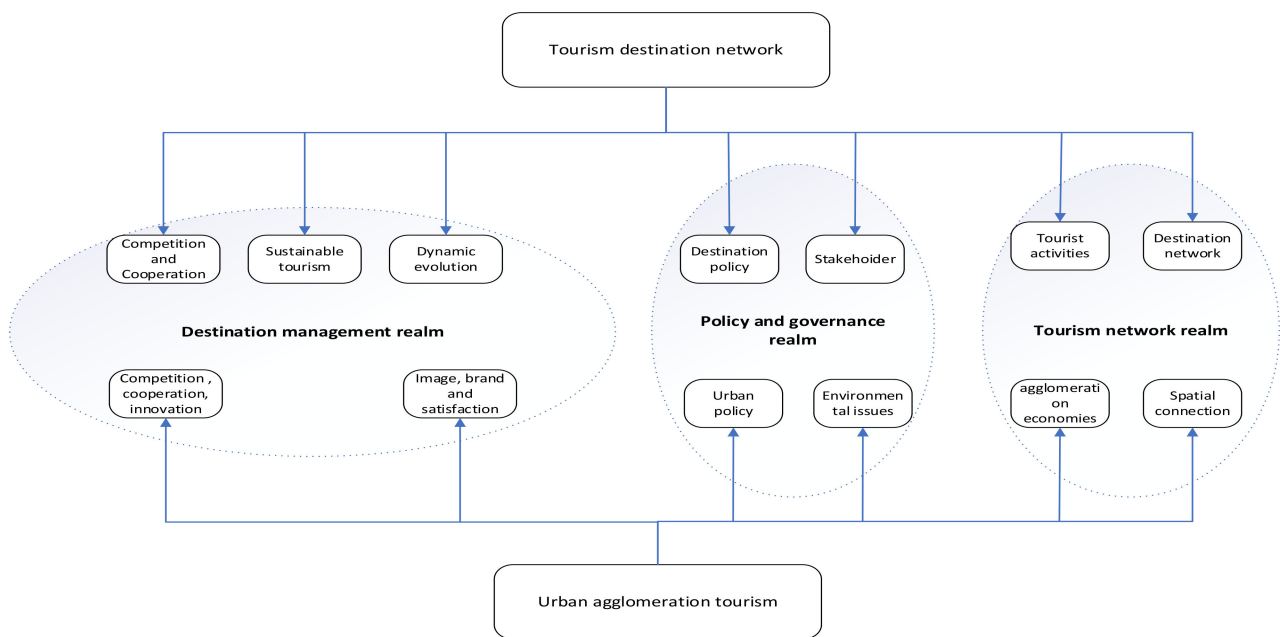 Tourism destination network
Competition
and
Cooperation
Sustainable
tourism
Dynamic
evolution
Destination
policy
Stakehoider
Tourist
activities
Destination
network
Destination management realm
Policy and governance
realm
Tourism network realm
Competition ,
cooperation,
innovation
Image, brand
and
satisfaction
Urban
policy
Environmen
tal issues
agglomerati
on
economies
Spatial
connection
Urban agglomeration tourism